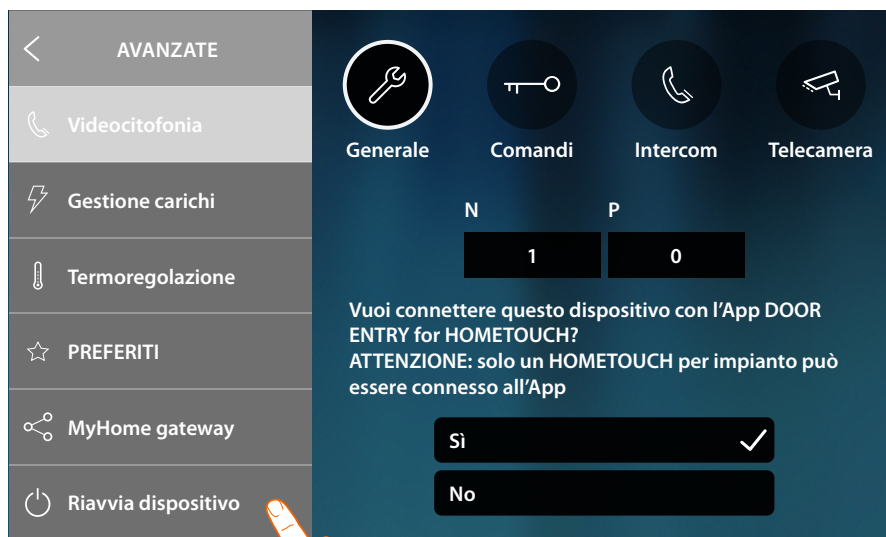 AVANZATE
Videocitofonia
Gestione carichi
Termoregolazione
PREFERITI
MyHome gateway
Riavvia dispositivo
Generale
Comandi
Intercom
Telecamera
N
P
1
0
Vuoi connettere questo dispositivo con l'App DOOR
ENTRY for HOMETOUCH?
ATTENZIONE: solo un HOMETOUCH per impianto può
essere connesso all'App
Sì
No